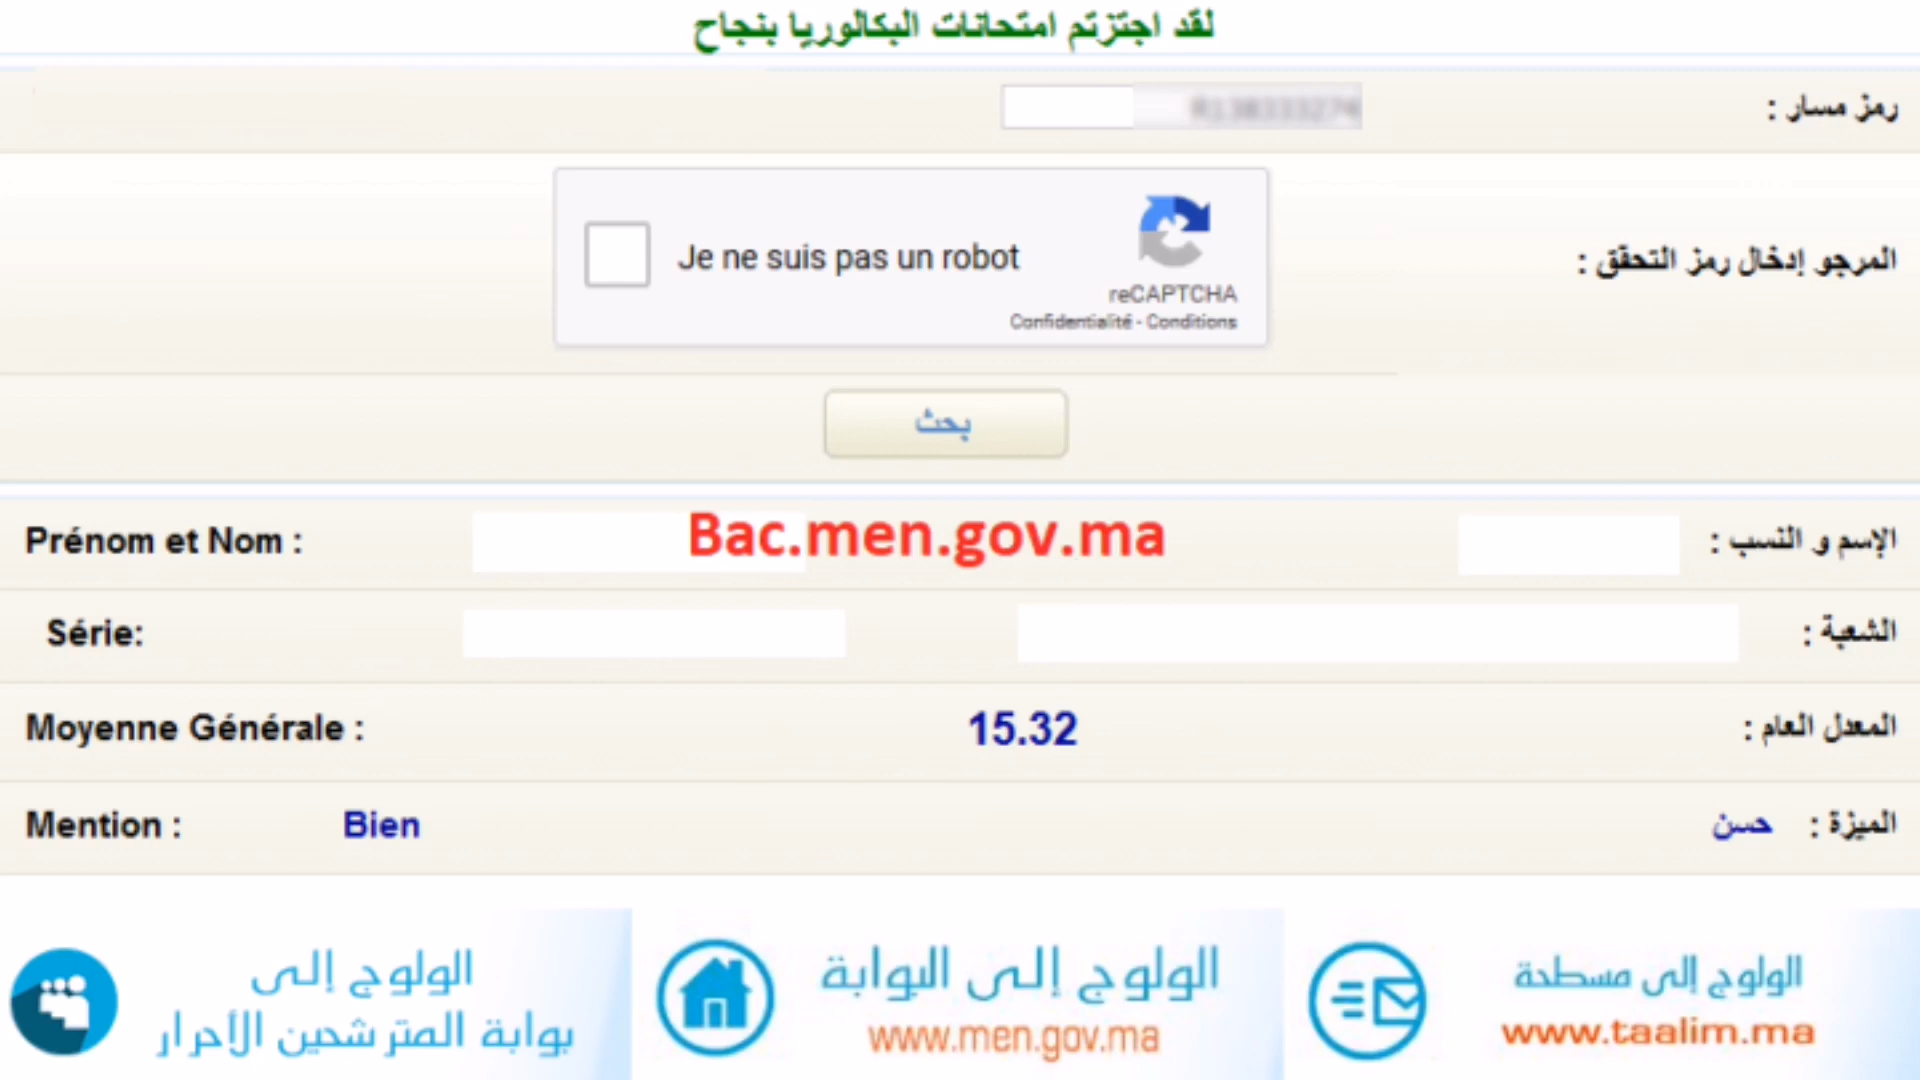 لقد اجتزتم امتحانات البكالوريا بنجاح
رمز مسار :
المرجو إدخال رمز التحقق :
Je ne suis pas un robot
reCAPTCHA
Confidentialité - Conditions
بحث
Prénom et Nom :
Bac.men.gov.ma
الإسم و النسب :
Série:
الشعبة :
Moyenne Générale :
15.32
المعدل العام :
Mention :
Bien
الميزة : حسن
الولوج إلى مسطحة
www.taalim.ma
الولوج إلى البوابة
www.men.gov.ma
الولوج إلى
بوابة المترشحين الأحرار